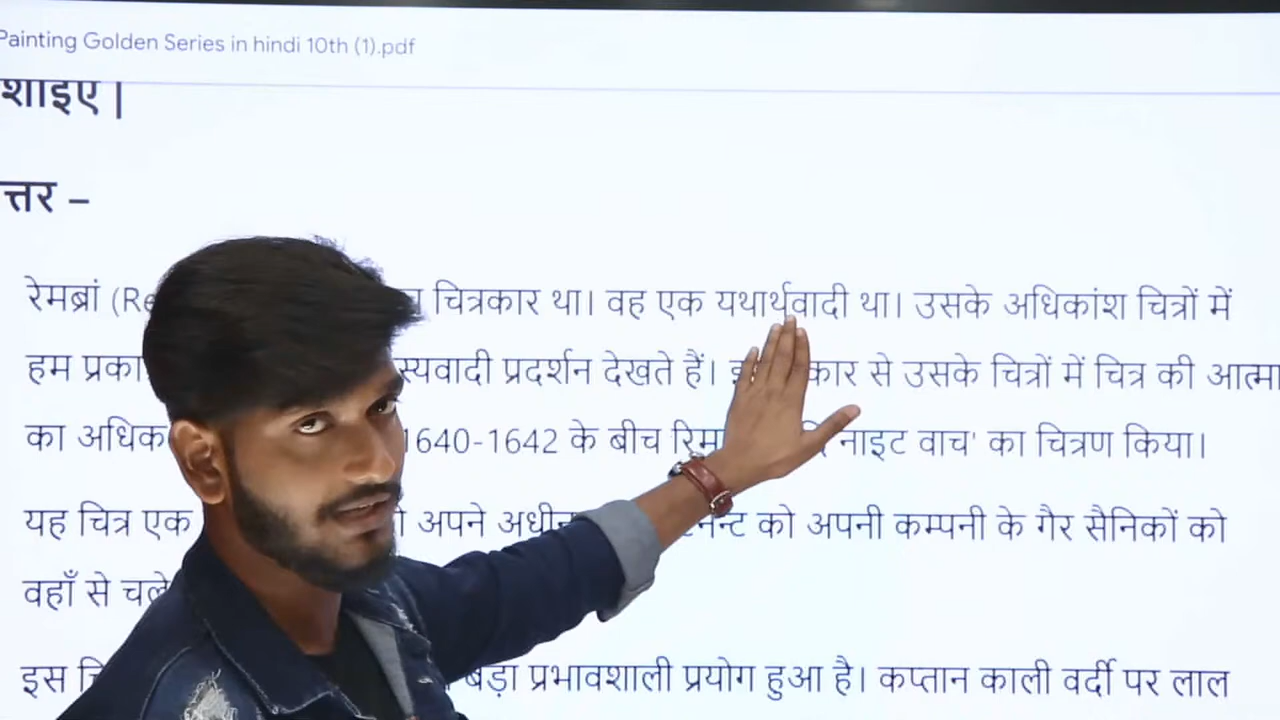 Painting Golden Series in hindi 10th (1).pdf
शाइए |
त्तर –
रेमब्रां (Re चित्रकार था। वह एक यथार्थवादी था। उसके अधिकांश चित्रों में
हम प्रका स्यवादी प्रदर्शन देखते हैं। कार से उसके चित्रों में चित्र की आत्मा
का अधिक 1640-1642 के बीच रिम नाइट वाच' का चित्रण किया।
यह चित्र एक अपने अधीन नेन्ट को अपनी कम्पनी के गैर सैनिकों को
वहाँ से चले
इस चि बड़ा प्रभावशाली प्रयोग हुआ है। कप्तान काली वर्दी पर लाल